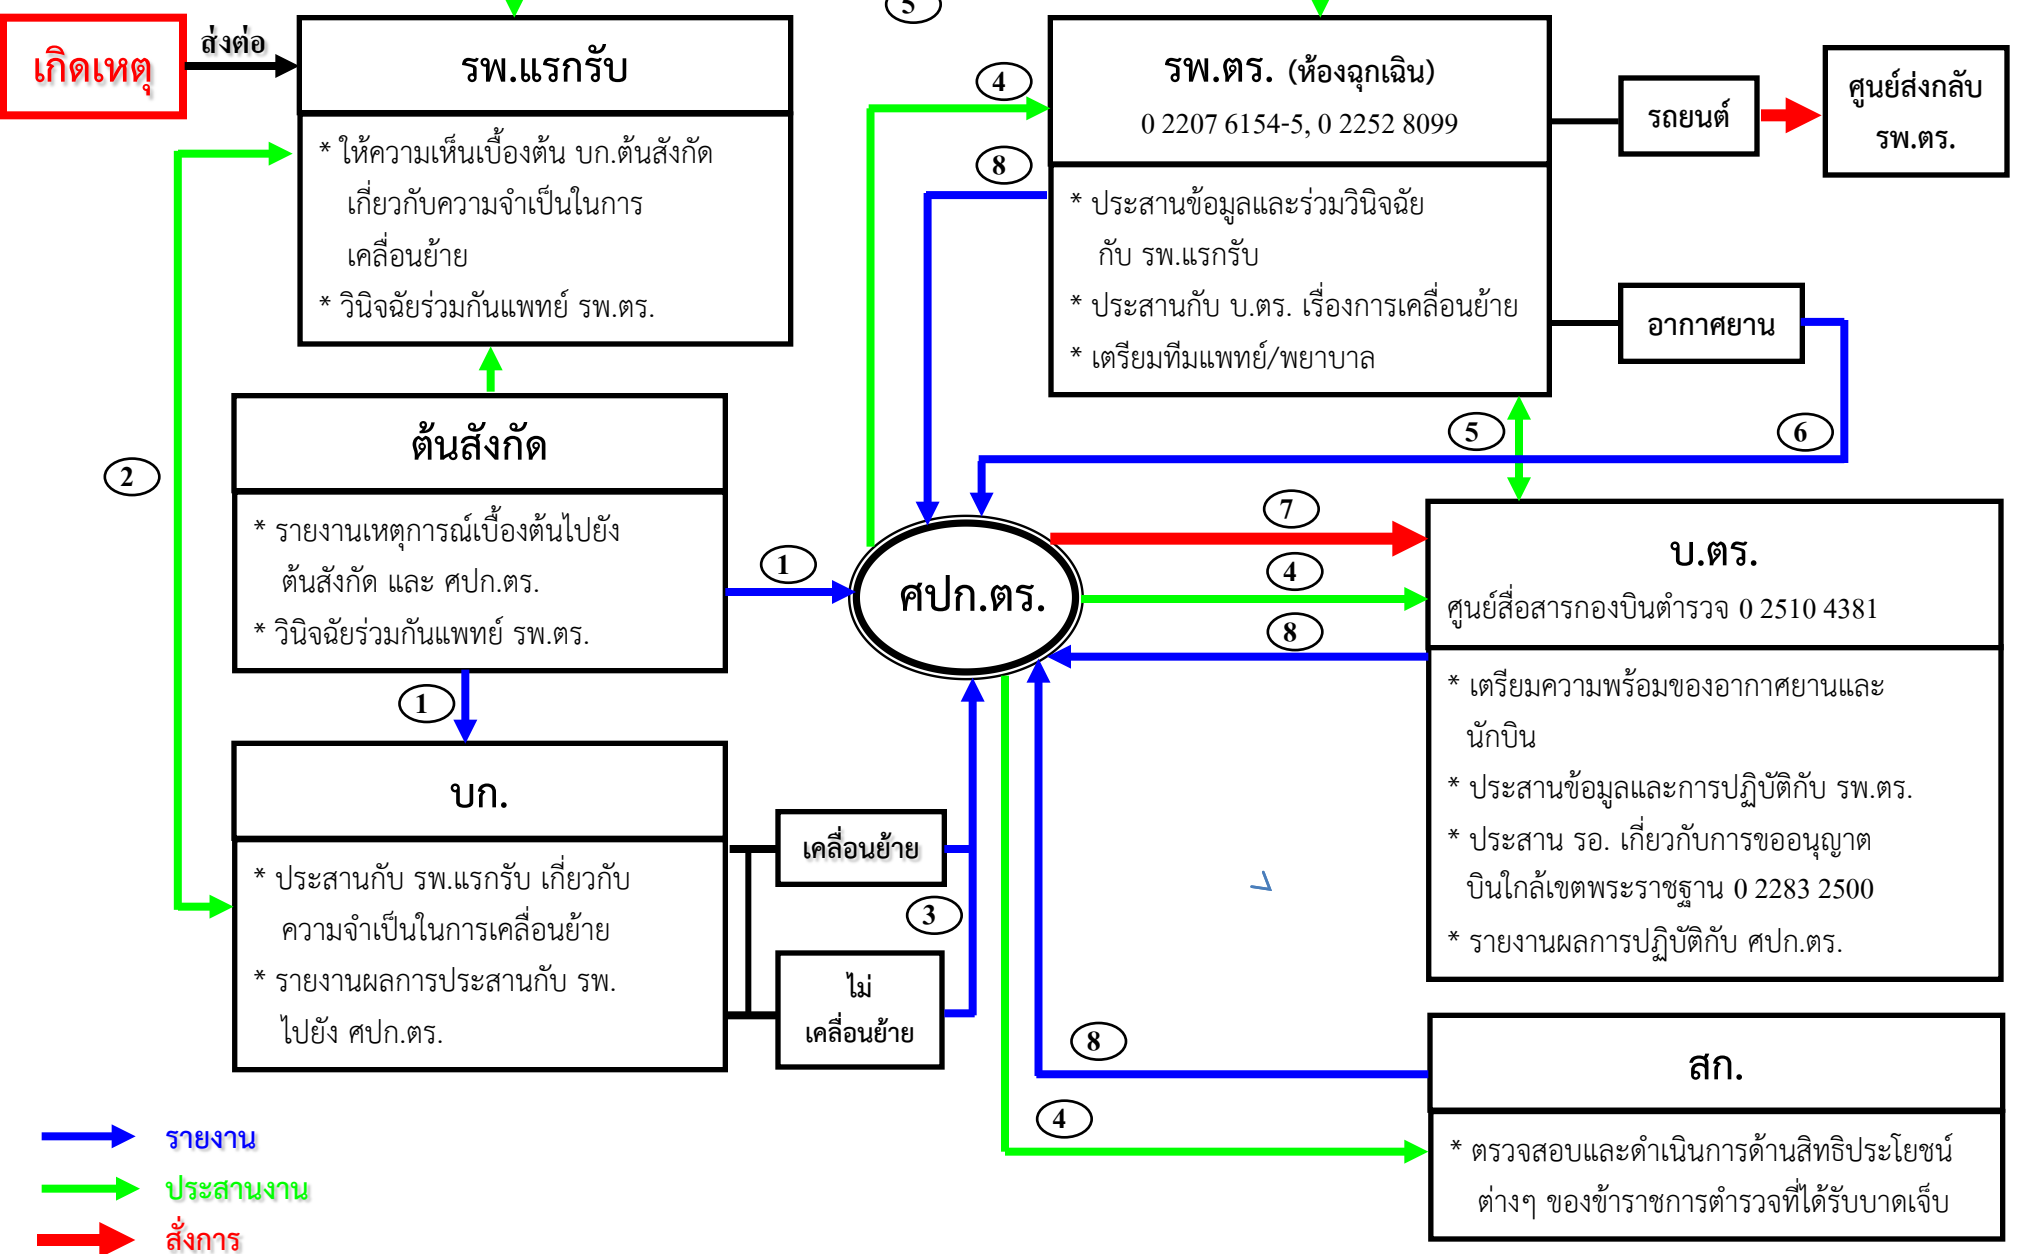 5
เกิดเหตุ
ส่งต่อ
รพ.แรกรับ
* ให้ความเห็นเบื้องต้น บก.ต้นสังกัด
เกี่ยวกับความจำเป็นในการ
เคลื่อนย้าย
* วินิจฉัยร่วมกันแพทย์ รพ.ตร.
4
8
รพ.ตร. (ห้องฉุกเฉิน)
0 2207 6154-5, 0 2252 8099
* ประสานข้อมูลและร่วมวินิจฉัย
กับ รพ.แรกรับ
* ประสานกับ บ.ตร. เรื่องการเคลื่อนย้าย
* เตรียมทีมแพทย์/พยาบาล
รถยนต์
ศูนย์ส่งกลับ
รพ.ตร.
อากาศยาน
5
6
2
ต้นสังกัด
* รายงานเหตุการณ์เบื้องต้นไปยัง
ต้นสังกัด และ ศปก.ตร.
* วินิจฉัยร่วมกันแพทย์ รพ.ตร.
1
1
ศปก.ตร.
7
4
8
บ.ตร.
ศูนย์สื่อสารกองบินตำรวจ 0 2510 4381
* เตรียมความพร้อมของอากาศยานและ
นักบิน
* ประสานข้อมูลและการปฏิบัติกับ รพ.ตร.
* ประสาน รอ. เกี่ยวกับการขออนุญาต
บินใกล้เขตพระราชฐาน 0 2283 2500
* รายงานผลการปฏิบัติกับ ศปก.ตร.
บก.
* ประสานกับ รพ.แรกรับ เกี่ยวกับ
ความจำเป็นในการเคลื่อนย้าย
* รายงานผลการประสานกับ รพ.
ไปยัง ศปก.ตร.
เคลื่อนย้าย
3
ไม่
เคลื่อนย้าย
8
4
สก.
* ตรวจสอบและดำเนินการด้านสิทธิประโยชน์
ต่างๆ ของข้าราชการตำรวจที่ได้รับบาดเจ็บ
รายงาน
ประสานงาน
สั่งการ